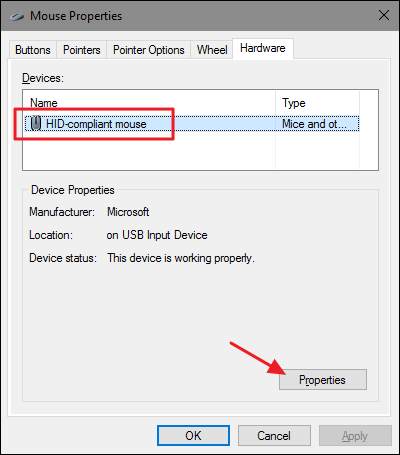 Mouse Properties
Buttons Pointers Pointer Options Wheel Hardware
Devices:
Name Type
HID-compliant mouse Mice and ot...
Device Properties
Manufacturer: Microsoft
Location: on USB Input Device
Device status: This device is working properly.
Properties
OK Cancel Apply